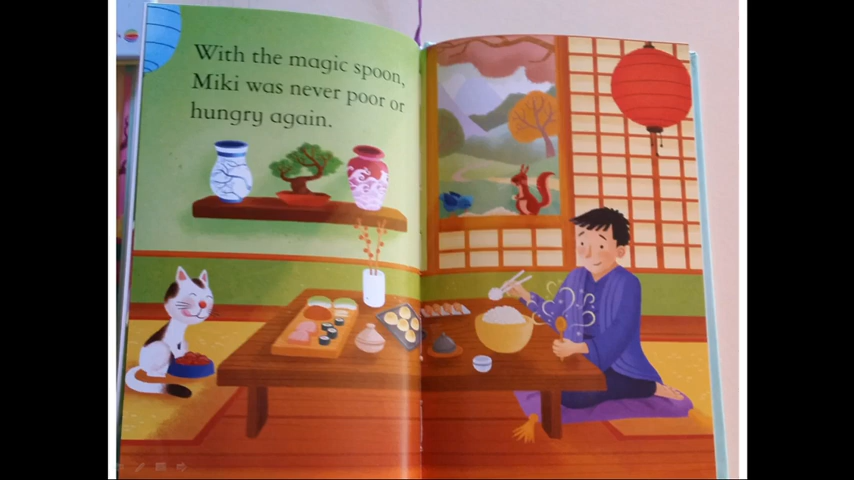 With the magic spoon,
Miki was never poor or
hungry again.